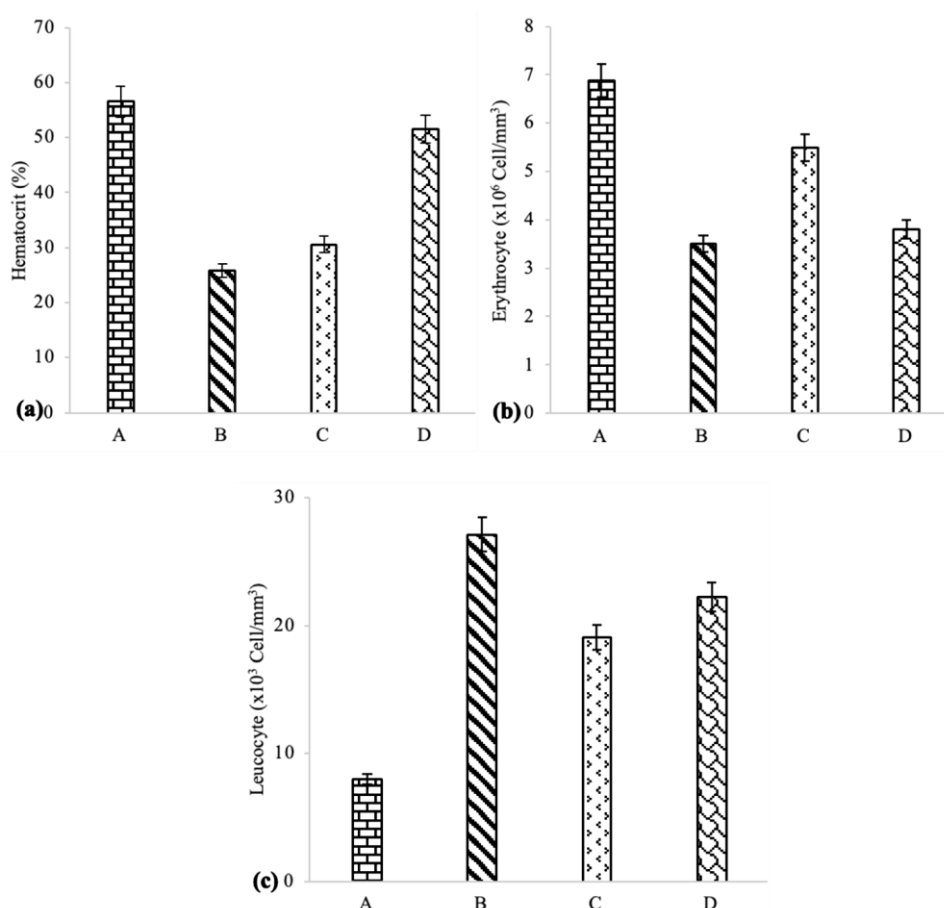 Hematocrit (%)
70
60
50
40
30
20
10
0
(a)
A B C D
Erythrocyte (x10⁶ Cell/mm³)
8
7
6
5
4
3
2
1
0
(b)
A B C D
Leucocyte (x10³ Cell/mm³)
30
20
10
0
(c)
A B C D